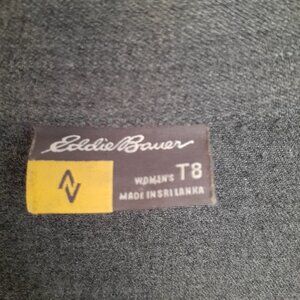 Eddie Bauer
WOMEN'S T8
MADE IN SRI LANKA